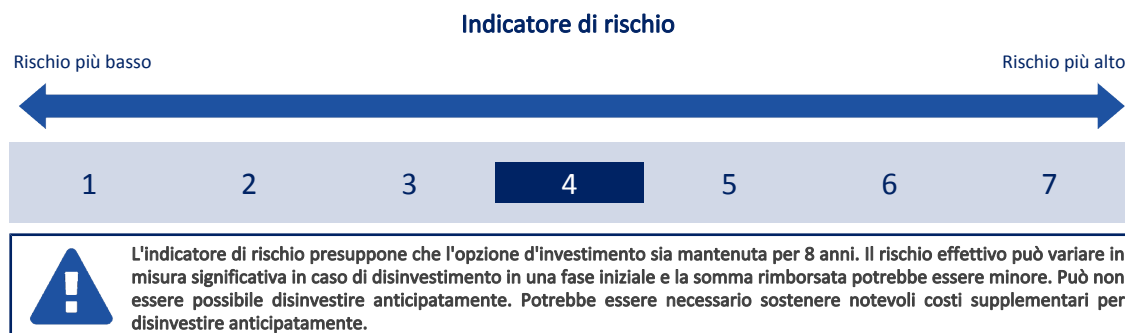 Indicatore di rischio
Rischio più basso
Rischio più alto
1 2 3 4 5 6 7
L'indicatore di rischio presuppone che l'opzione d'investimento sia mantenuta per 8 anni. Il rischio effettivo può variare in
misura significativa in caso di disinvestimento in una fase iniziale e la somma rimborsata potrebbe essere minore. Può non
essere possibile disinvestire anticipatamente. Potrebbe essere necessario sostenere notevoli costi supplementari per
disinvestire anticipatamente.